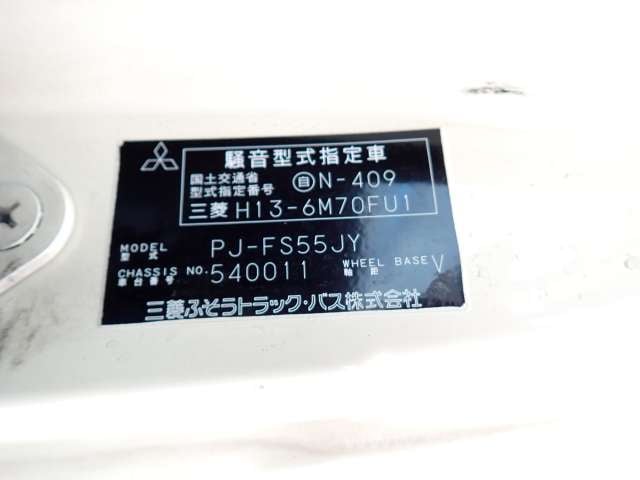 騒音型式指定車
国土交通省
型式指定番号 自N-409
三菱 H13-6M70FU1
MODEL
型式 PJ-FS55JY
CHASSIS NO. 540011 WHEEL BASE V
車台番号 軸距
三菱ふそうトラック・バス株式会社